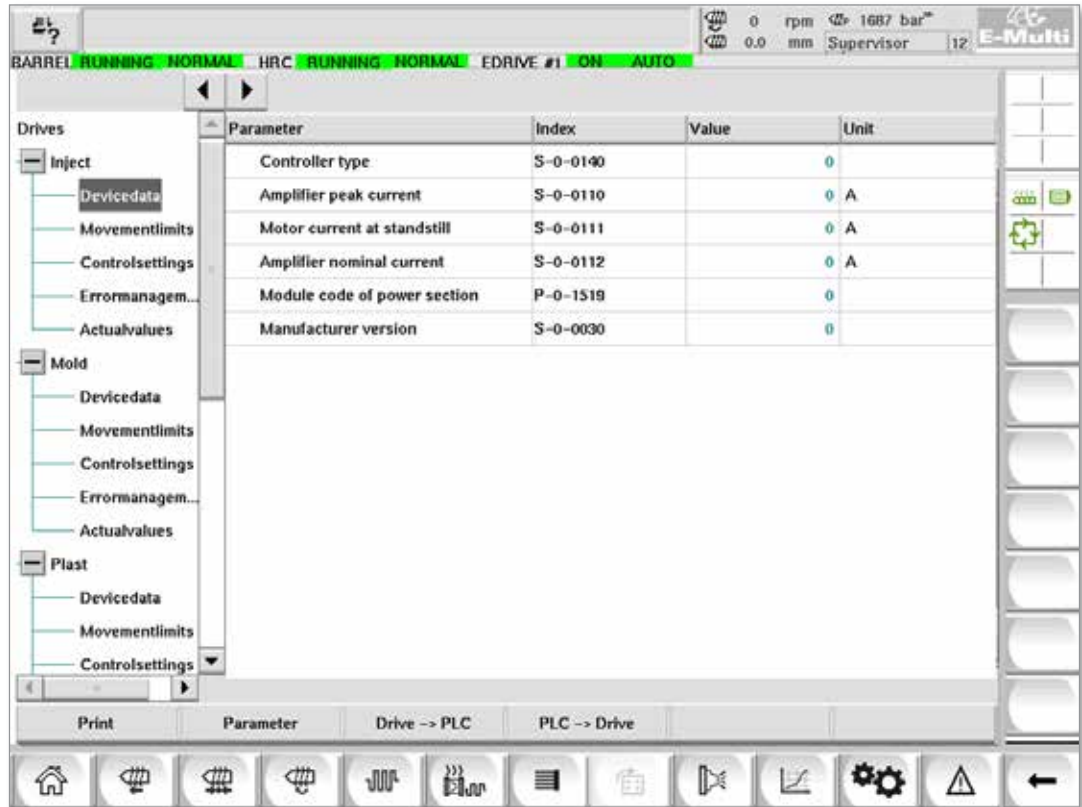 ?
0 rpm 1687 bar
E-Multi
0.0 mm Supervisor 12
BARREL RUNNING NORMAL HRC RUNNING NORMAL EDRIVE #1 ON AUTO
Drives
Parameter Index Value Unit
Inject
Controller type S-0-0140 0
Devicedata
Amplifier peak current S-0-0110 0 A
Movementlimits
Motor current at standstill S-0-0111 0 A
Controlsettings
Amplifier nominal current S-0-0112 0 A
Errormanagem...
Module code of power section P-0-1519 0
Actualvalues
Manufacturer version S-0-0030 0
Mold
Devicedata
Movementlimits
Controlsettings
Errormanagem...
Actualvalues
Plast
Devicedata
Movementlimits
Controlsettings
Print Parameter Drive --> PLC PLC --> Drive